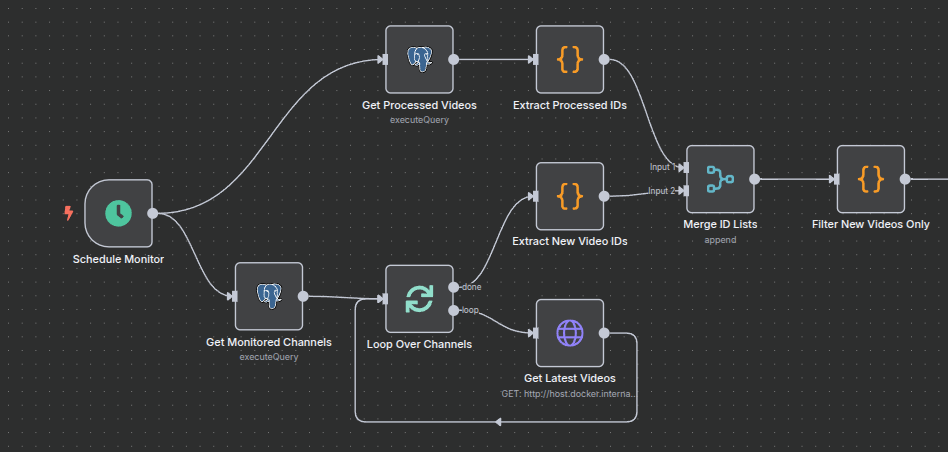 Get Processed Videos
executeQuery
Extract Processed IDs
Input 1
Input 2
Merge ID Lists
append
Filter New Videos Only
Schedule Monitor
Extract New Video IDs
Get Monitored Channels
executeQuery
done
loop
Loop Over Channels
Get Latest Videos
GET: http://host.docker.interna...